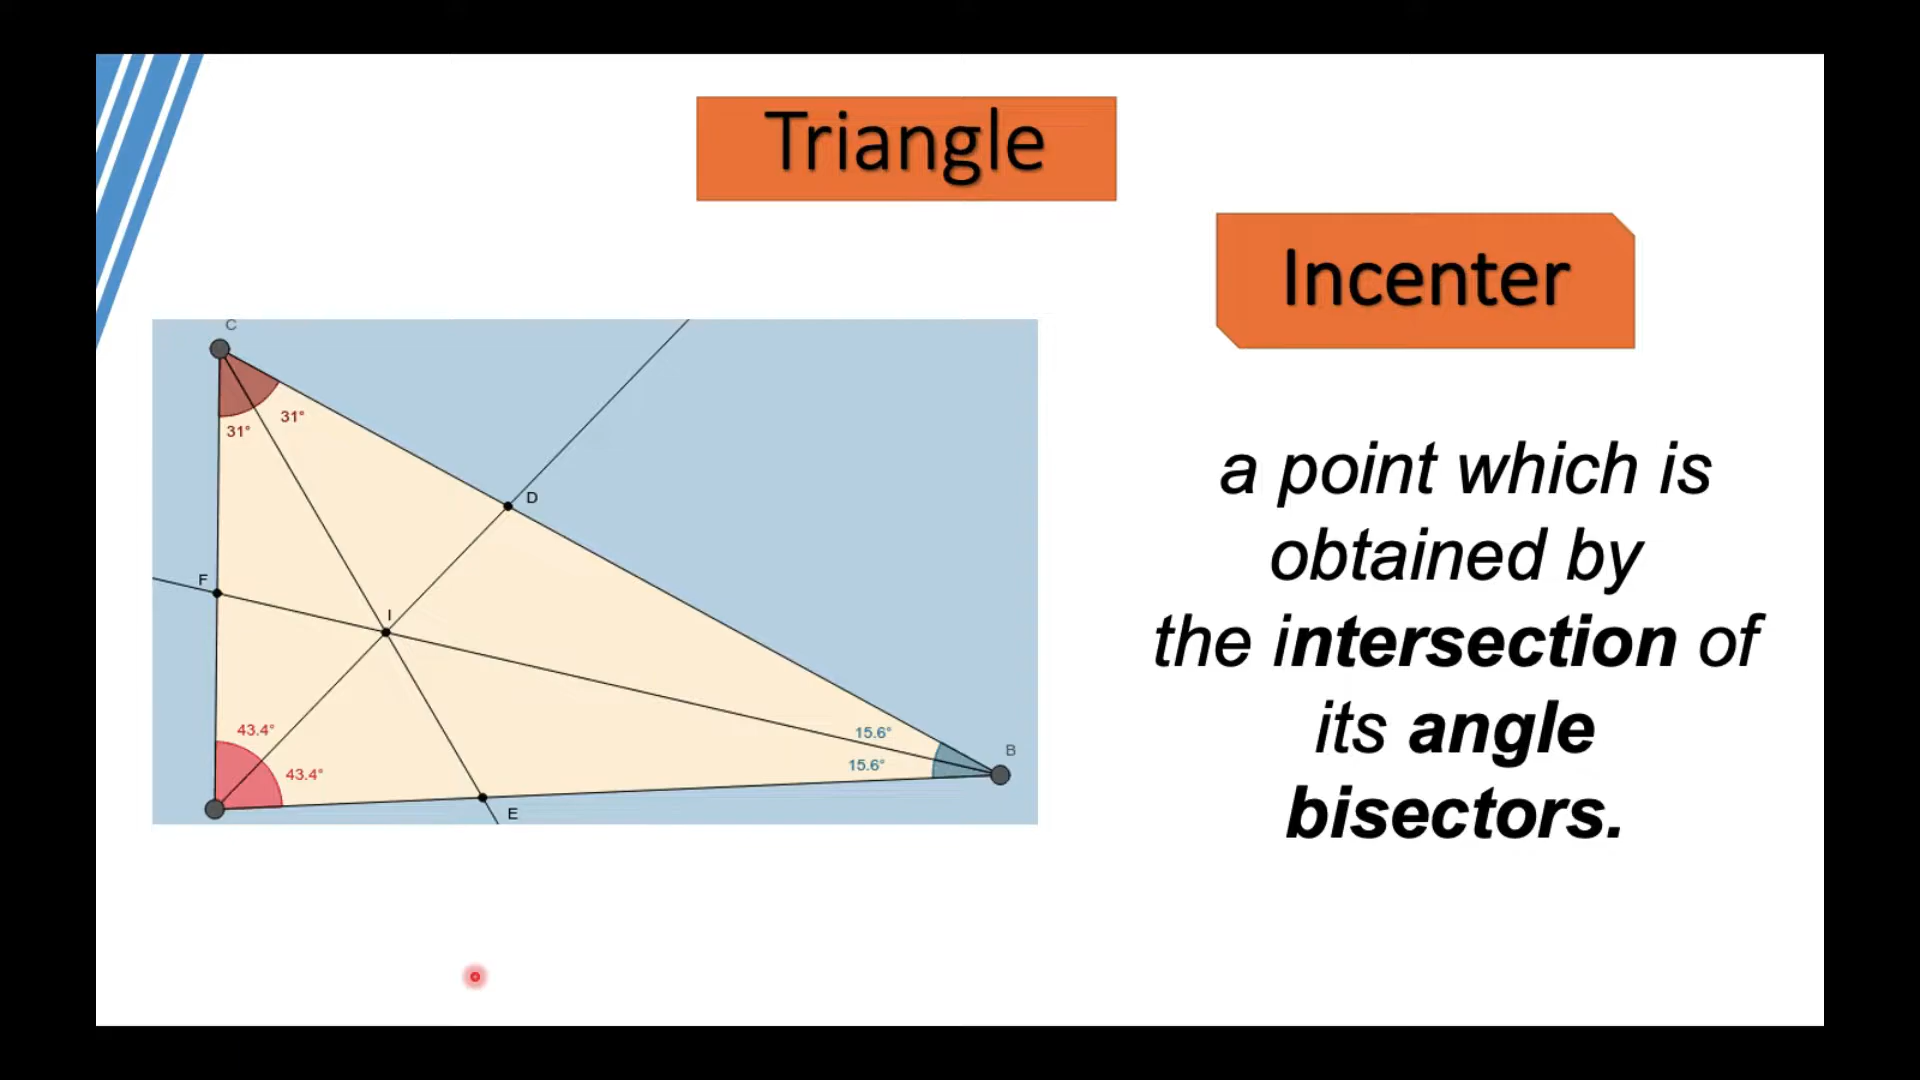 Triangle
Incenter
C
31°
31°
D
F
I
43.4°
43.4°
15.6°
15.6°
B
E
a point which is
obtained by
the intersection of
its angle
bisectors.